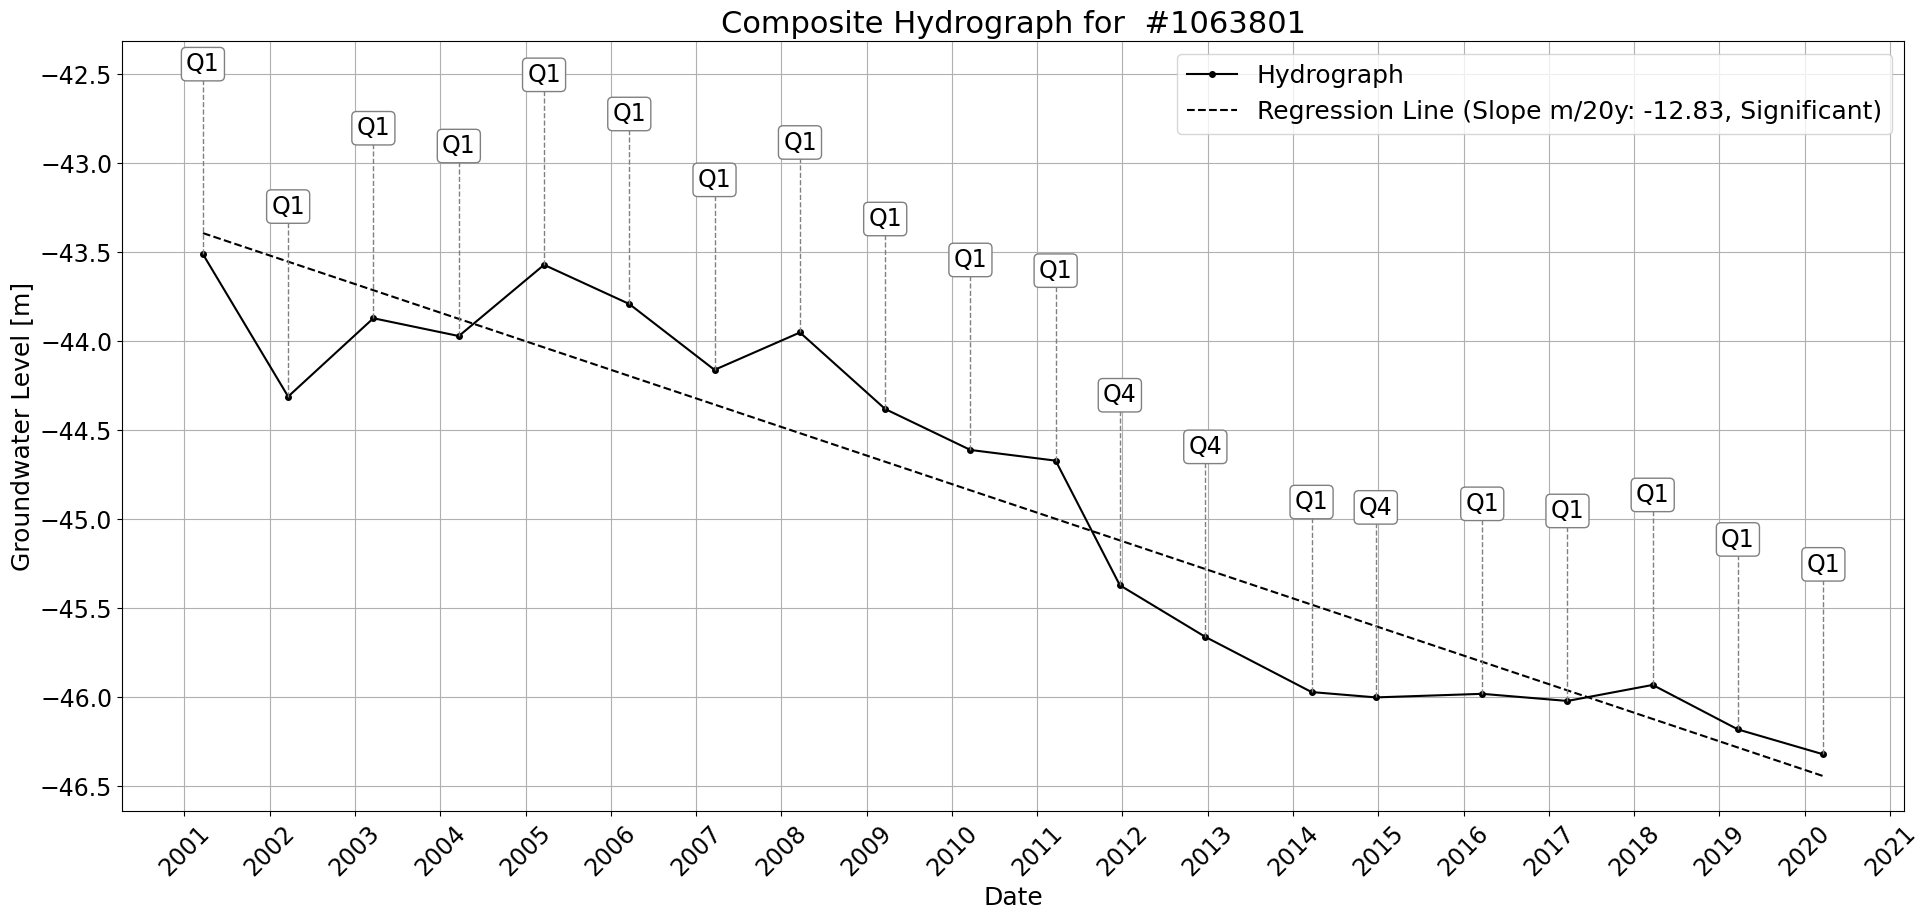 Composite Hydrograph for  #1063801
Hydrograph
Regression Line (Slope m/20y: -12.83, Significant)
Groundwater Level [m]
−42.5
−43.0
−43.5
−44.0
−44.5
−45.0
−45.5
−46.0
−46.5
Q1
Q1
Q1
Q1
Q1
Q1
Q1
Q1
Q1
Q1
Q1
Q4
Q4
Q1
Q4
Q1
Q1
Q1
Q1
Q1
2001
2002
2003
2004
2005
2006
2007
2008
2009
2010
2011
2012
2013
2014
2015
2016
2017
2018
2019
2020
2021
Date